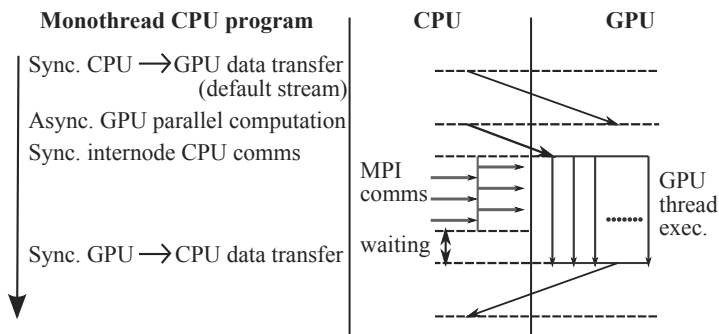 Monothread CPU program
CPU
GPU
Sync. CPU → GPU data transfer
(default stream)
Async. GPU parallel computation
Sync. internode CPU comms
MPI
comms
waiting
GPU
thread
exec.
Sync. GPU → CPU data transfer